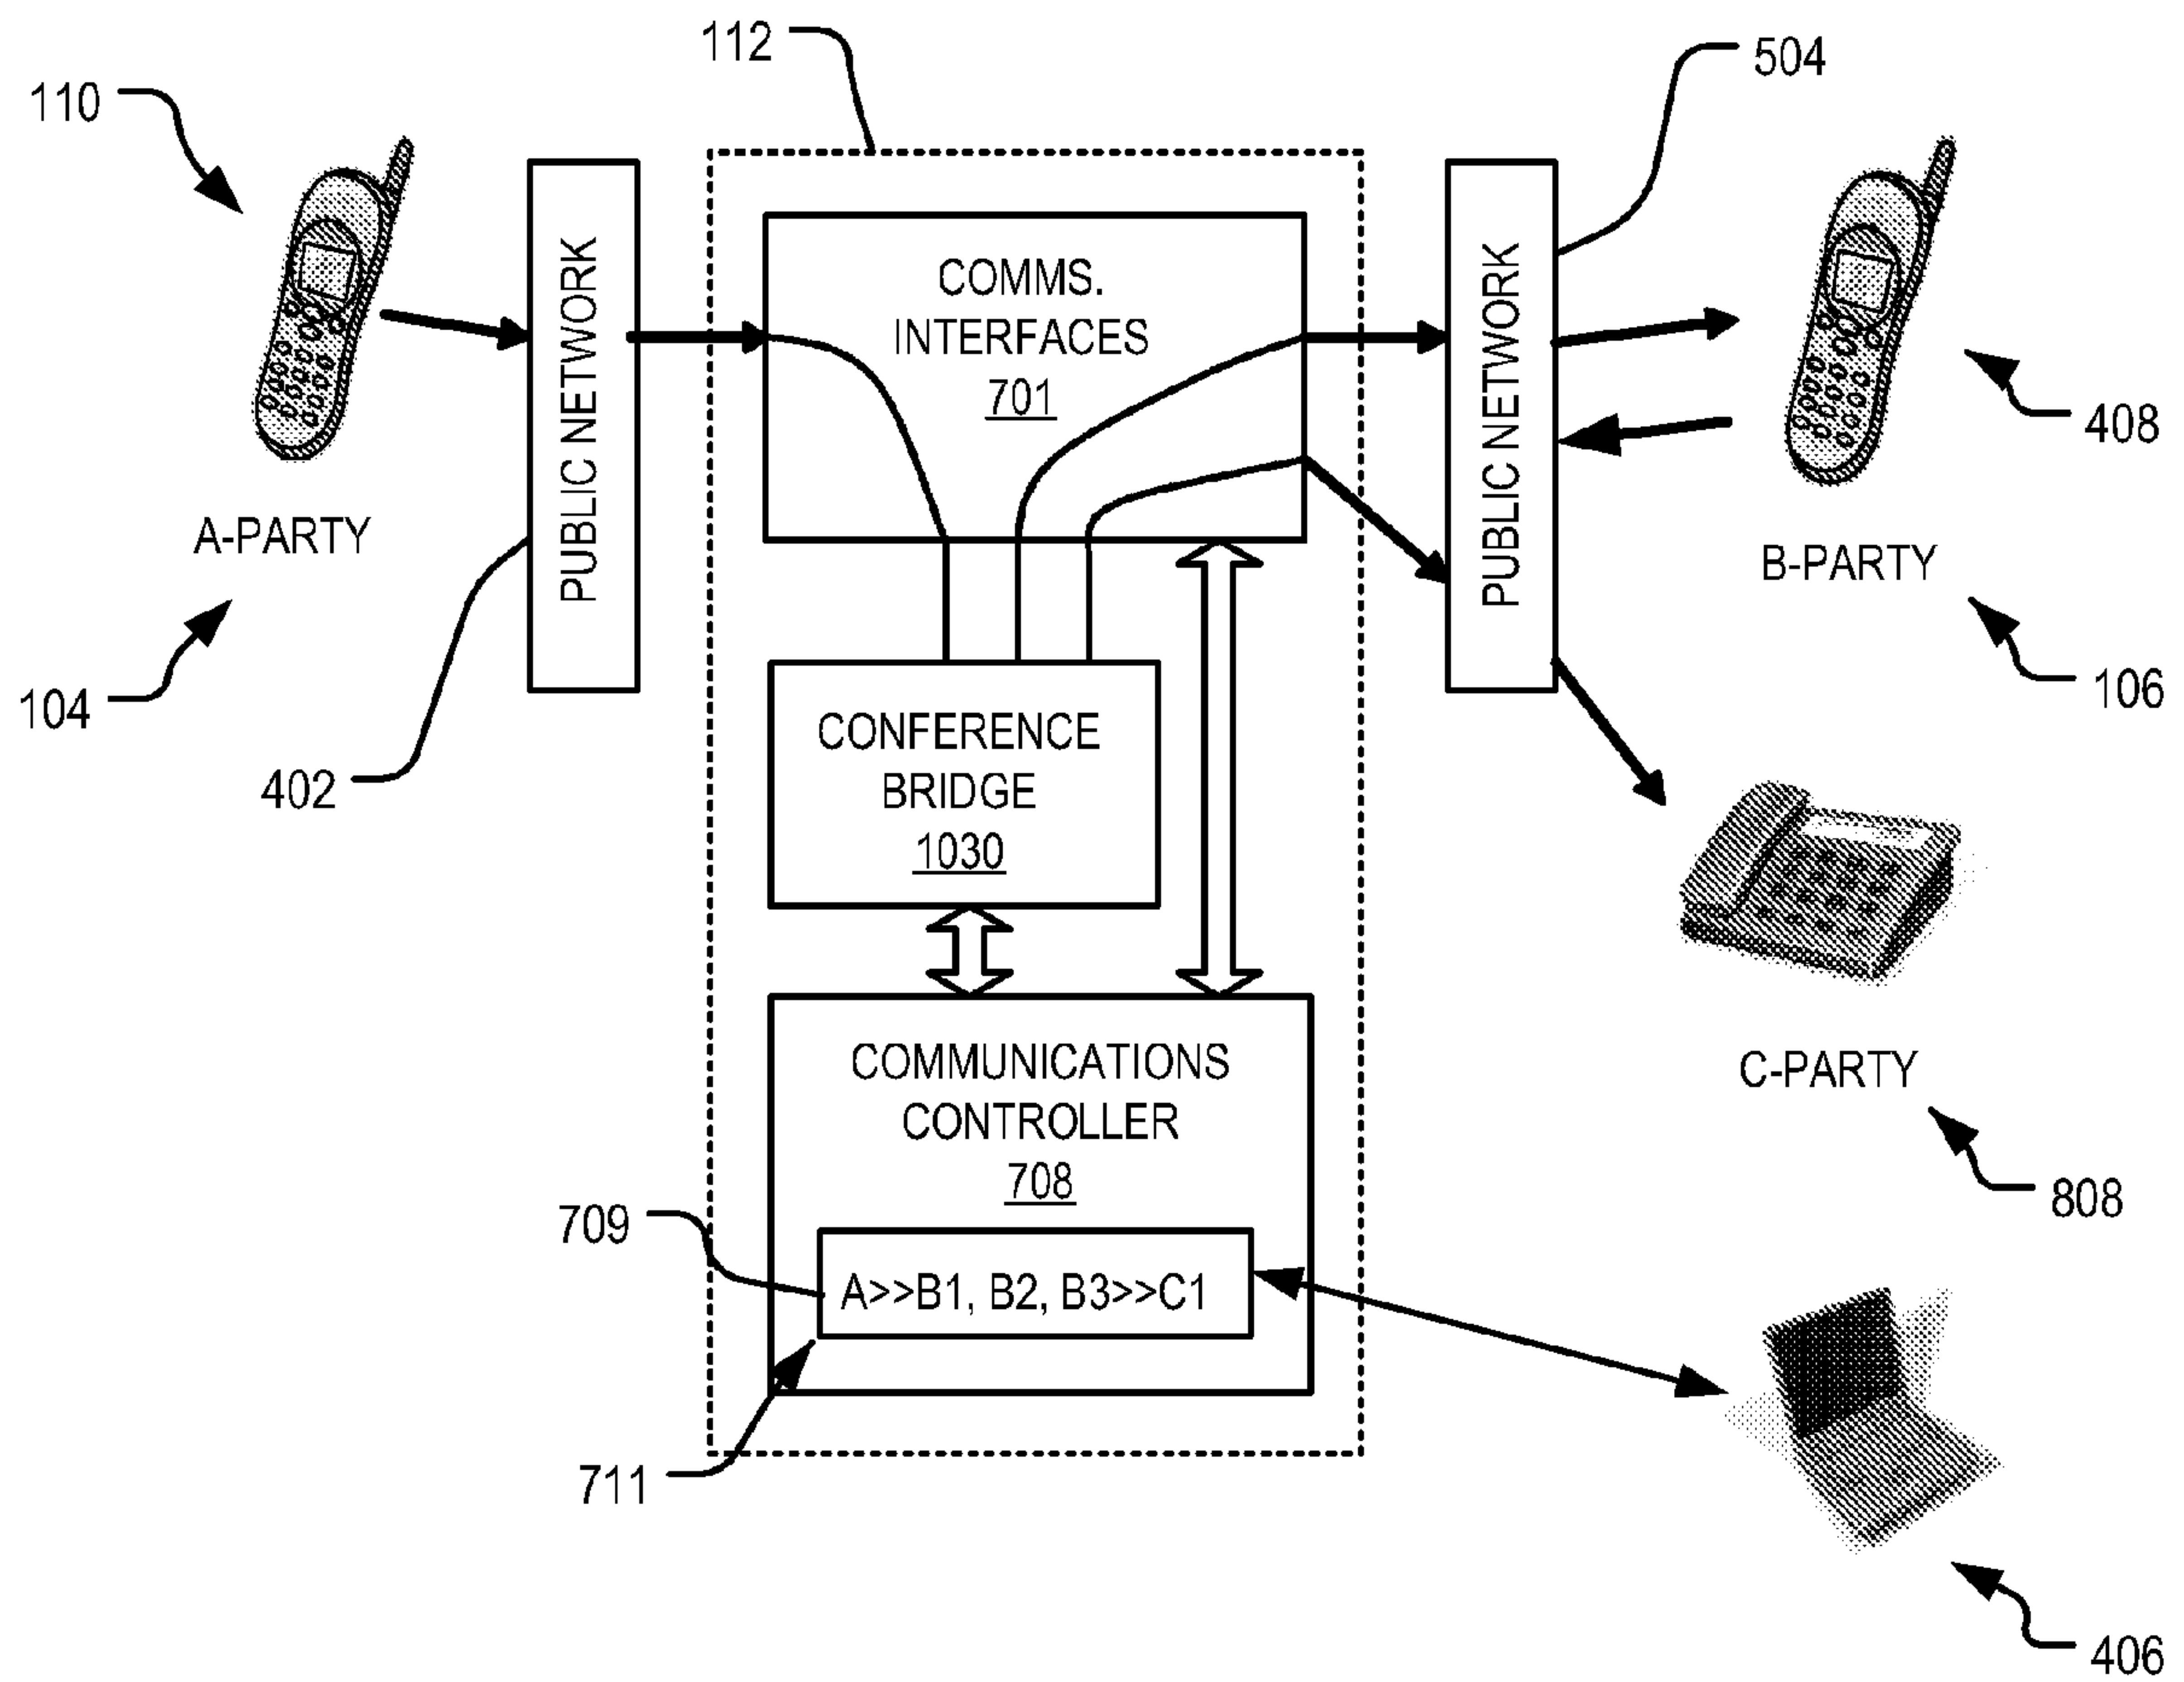 112
504
110
COMMS.
INTERFACES
701
PUBLIC NETWORK
PUBLIC NETWORK
408
A-PARTY
B-PARTY
104
106
402
CONFERENCE
BRIDGE
1030
COMMUNICATIONS
CONTROLLER
708
C-PARTY
808
709
A>>B1, B2, B3>>C1
711
406